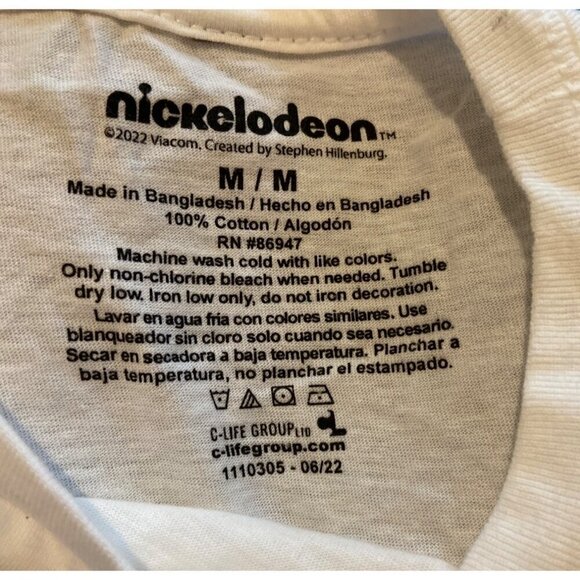 nickelodeon™
©2022 Viacom. Created by Stephen Hillenburg.
M / M
Made in Bangladesh / Hecho en Bangladesh
100% Cotton / Algodón
RN #86947
Machine wash cold with like colors.
Only non-chlorine bleach when needed. Tumble
dry low. Iron low only, do not iron decoration.
Lavar en agua fria con colores similares. Use
blanqueador sin cloro solo cuando sea necesario.
Secar en secadora a baja temperatura. Planchar a
baja temperatura, no planchar el estampado.
C-LIFE GROUP LTD
c-lifegroup.com
1110305 - 06/22